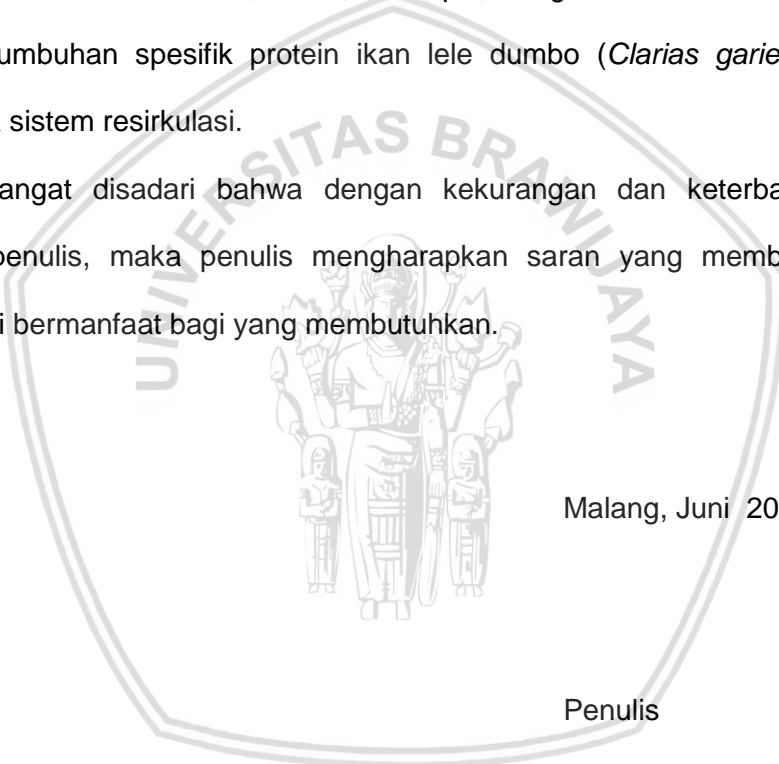 umbuhan spesifik protein ikan lele dumbo (Clarias garie
sistem resirkulasi.
angat disadari bahwa dengan kekurangan dan keterba
penulis, maka penulis mengharapkan saran yang memb
i bermanfaat bagi yang membutuhkan.
UNIVERSITAS BRAWIJAYA
Malang, Juni 20
Penulis